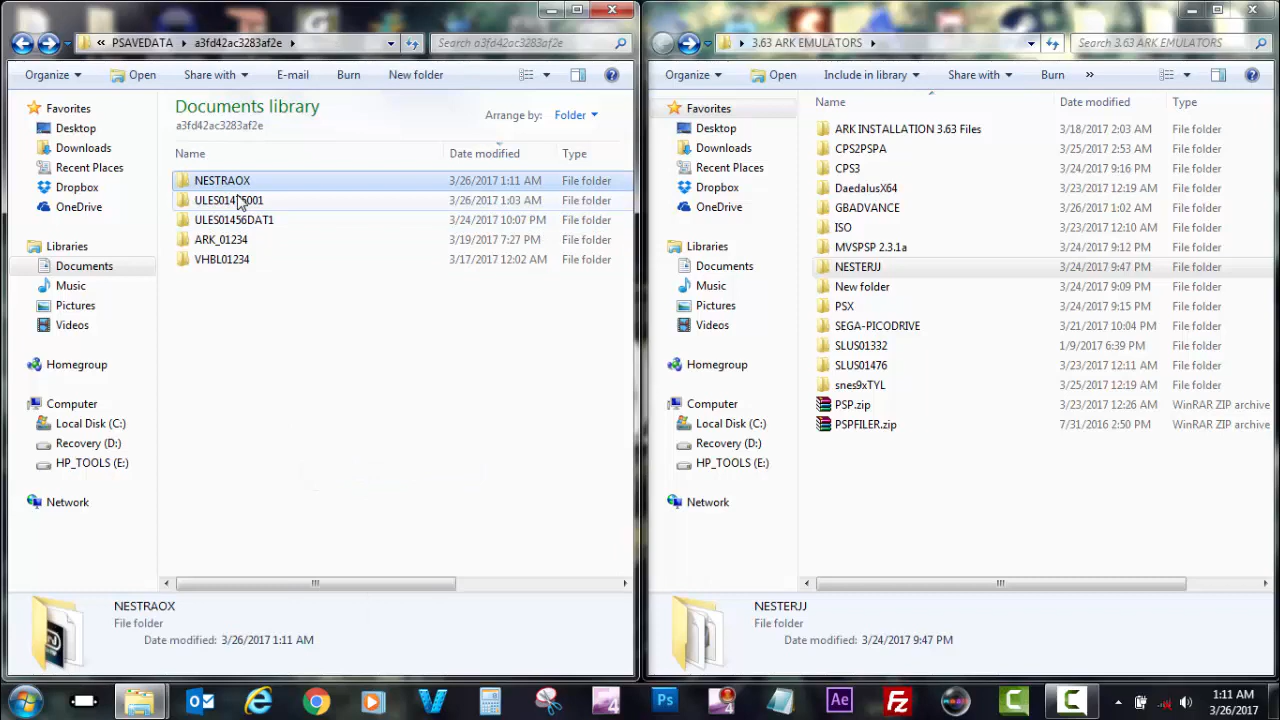 « PSAVEDATA ▸ a3fd42ac3283af2e ▸
Search a3fd42ac3283af2e
Organize Open Share with E-mail Burn New folder
Favorites
Desktop
Downloads
Recent Places
Dropbox
OneDrive
Libraries
Documents
Music
Pictures
Videos
Homegroup
Computer
Local Disk (C:)
Recovery (D:)
HP_TOOLS (E:)
Network
Documents library
a3fd42ac3283af2e
Arrange by: Folder
Name Date modified Type
NESTRAOX 3/26/2017 1:11 AM File folder
3/26/2017 1:03 AM File folder
ULES01456DAT1 3/24/2017 10:07 PM File folder
ARK_01234 3/19/2017 7:27 PM File folder
VHBL01234 3/17/2017 12:02 AM File folder
NESTRAOX
File folder
Date modified: 3/26/2017 1:11 AM
3.63 ARK EMULATORS ▸
Search 3.63 ARK EMULATORS
Organize Open Include in library Share with Burn »
Favorites
Desktop
Downloads
Recent Places
Dropbox
OneDrive
Libraries
Documents
Music
Pictures
Videos
Homegroup
Computer
Local Disk (C:)
Recovery (D:)
HP_TOOLS (E:)
Network
Name Date modified Type
ARK INSTALLATION 3.63 Files 3/18/2017 2:03 AM File folder
CPS2PSPA 3/25/2017 2:53 AM File folder
CPS3 3/24/2017 9:16 PM File folder
DaedalusX64 3/23/2017 12:19 AM File folder
GBADVANCE 3/26/2017 1:02 AM File folder
ISO 3/23/2017 12:10 AM File folder
MVSPSP 2.3.1a 3/24/2017 9:12 PM File folder
NESTERJJ 3/24/2017 9:47 PM File folder
New folder 3/24/2017 9:09 PM File folder
PSX 3/24/2017 9:15 PM File folder
SEGA-PICODRIVE 3/21/2017 10:04 PM File folder
SLUS01332 1/9/2017 6:39 PM File folder
SLUS01476 3/23/2017 12:11 AM File folder
snes9xTYL 3/25/2017 12:19 AM File folder
PSP.zip 3/23/2017 12:26 AM WinRAR ZIP archive
PSPFILER.zip 7/31/2016 2:50 PM WinRAR ZIP archive
NESTERJJ
File folder
Date modified: 3/24/2017 9:47 PM
Ps
Ae
Fz
1:11 AM
3/26/2017